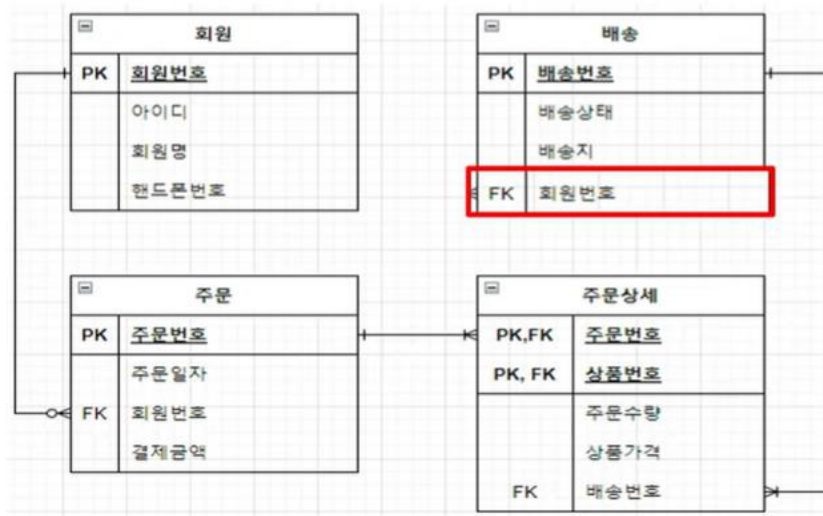 회원
PK 회원번호
아이디
회원명
핸드폰번호
배송
PK 배송번호
배송상태
배송지
FK 회원번호
주문
PK 주문번호
주문일자
FK 회원번호
결제금액
주문상세
PK,FK 주문번호
PK, FK 상품번호
주문수량
상품가격
FK 배송번호